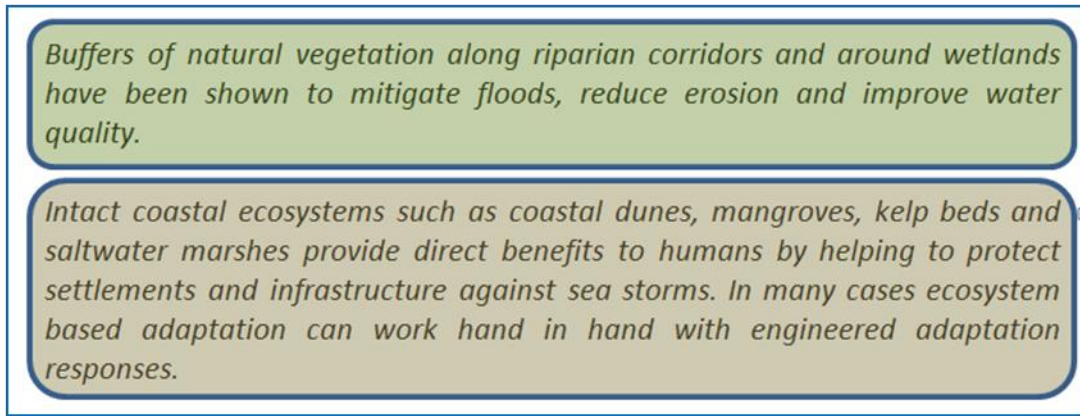 Buffers of natural vegetation along riparian corridors and around wetlands
have been shown to mitigate floods, reduce erosion and improve water
quality.
Intact coastal ecosystems such as coastal dunes, mangroves, kelp beds and
saltwater marshes provide direct benefits to humans by helping to protect
settlements and infrastructure against sea storms. In many cases ecosystem
based adaptation can work hand in hand with engineered adaptation
responses.